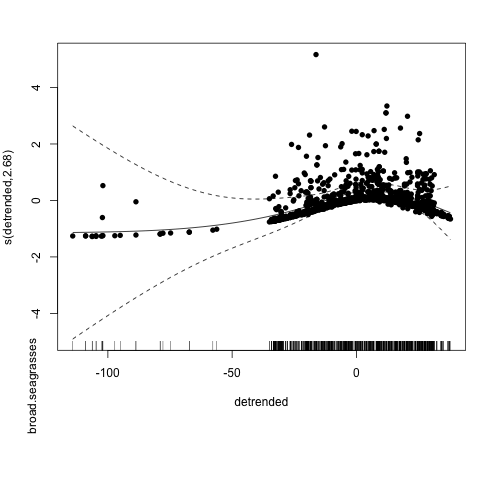 s(detrended,2.68)
4
2
0
-2
-4
-100
-50
0
detrended
broad.seagrasses